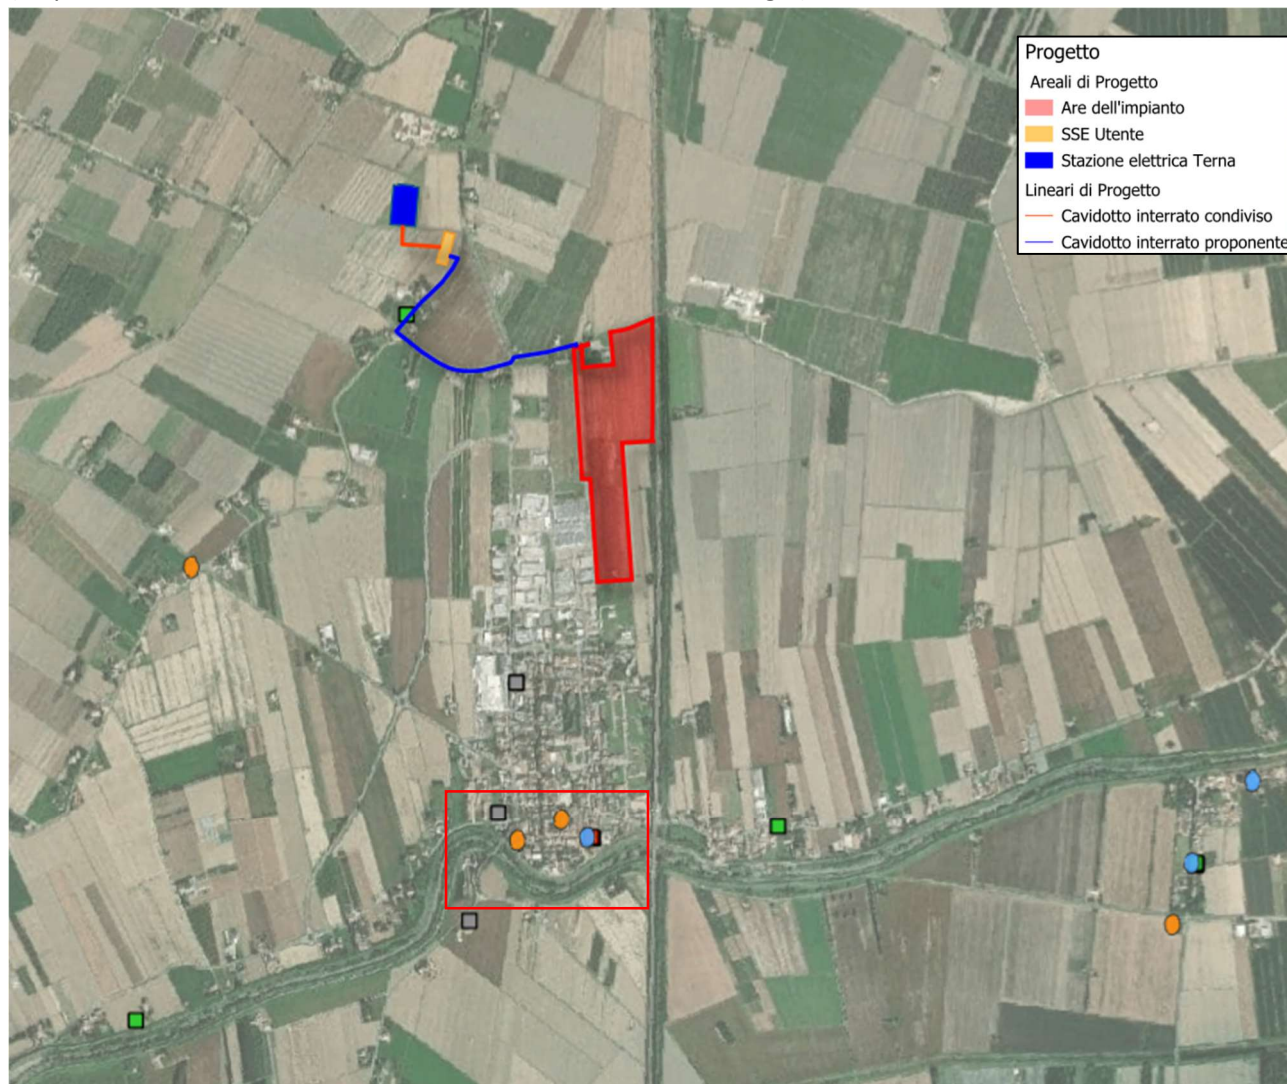 Progetto
Areali di Progetto
Are dell'impianto
SSE Utente
Stazione elettrica Terna
Lineari di Progetto
Cavidotto interrato condiviso
Cavidotto interrato proponente